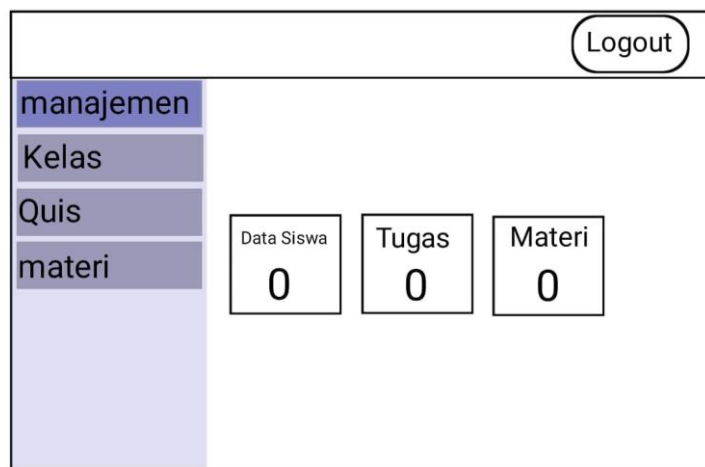 Logout
manajemen
Kelas
Quis
materi
Data Siswa
0
Tugas
0
Materi
0